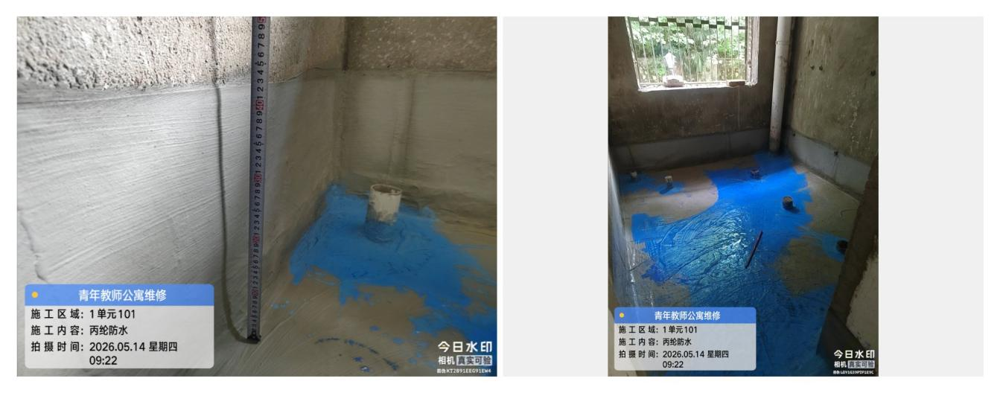 青年教师公寓维修
施工区域：1单元101
施工内容：丙纶防水
拍摄时间：2026.05.14 星期四
09:22
今日水印
相机 真实可验
防伪 KT2891EEG91EW4
青年教师公寓维修
施工区域：1单元101
施工内容：丙纶防水
拍摄时间：2026.05.14 星期四
09:22
今日水印
相机 真实可验